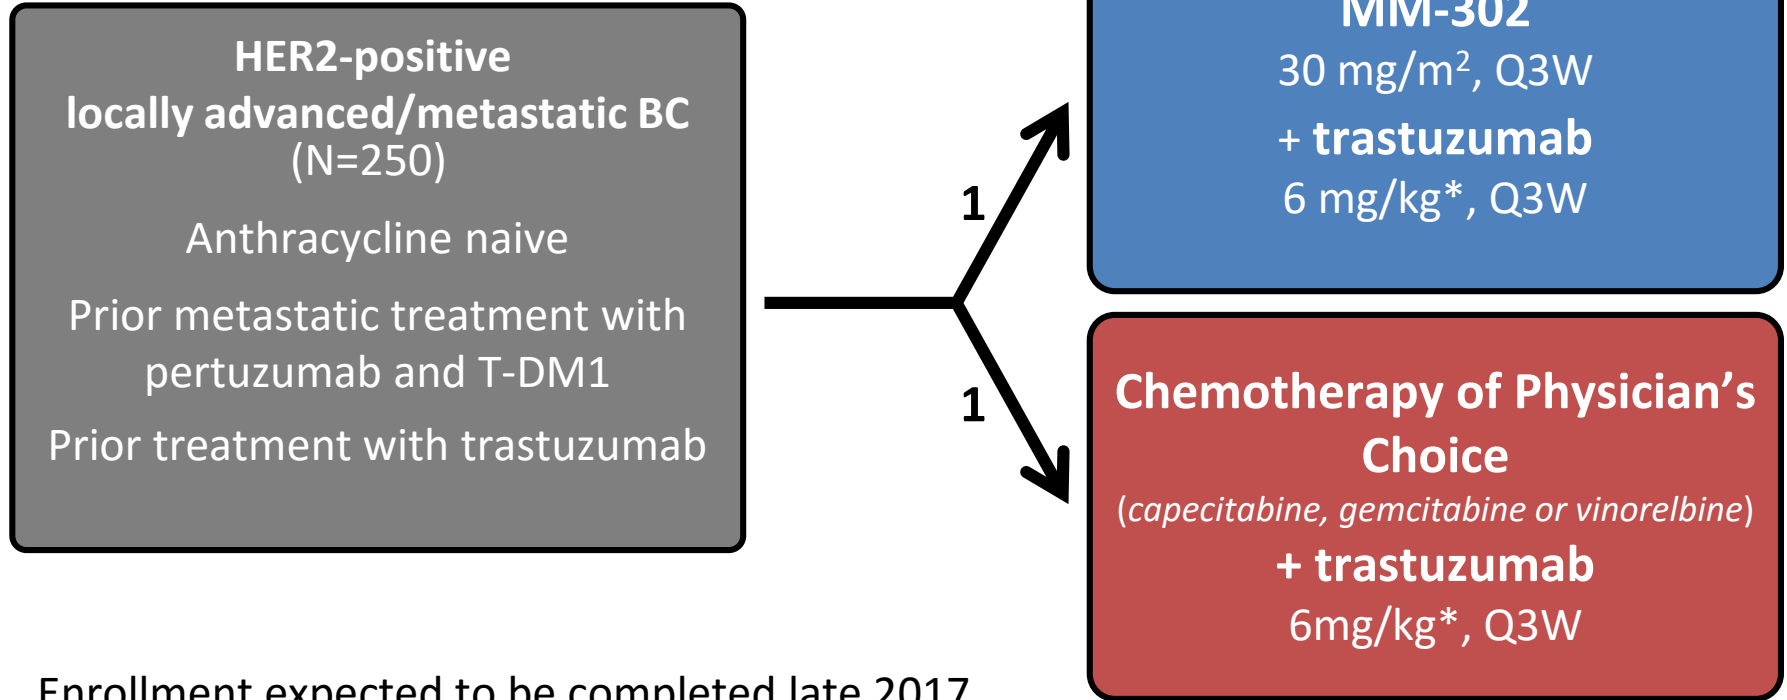 HER2-positive
locally advanced/metastatic BC
(N=250)
Anthracycline naive
Prior metastatic treatment with
pertuzumab and T-DM1
Prior treatment with trastuzumab
1
1
MM-302
30 mg/m², Q3W
+ trastuzumab
6 mg/kg*, Q3W
Chemotherapy of Physician’s
Choice
(capecitabine, gemcitabine or vinorelbine)
+ trastuzumab
6mg/kg*, Q3W
Enrollment expected to be completed late 2017